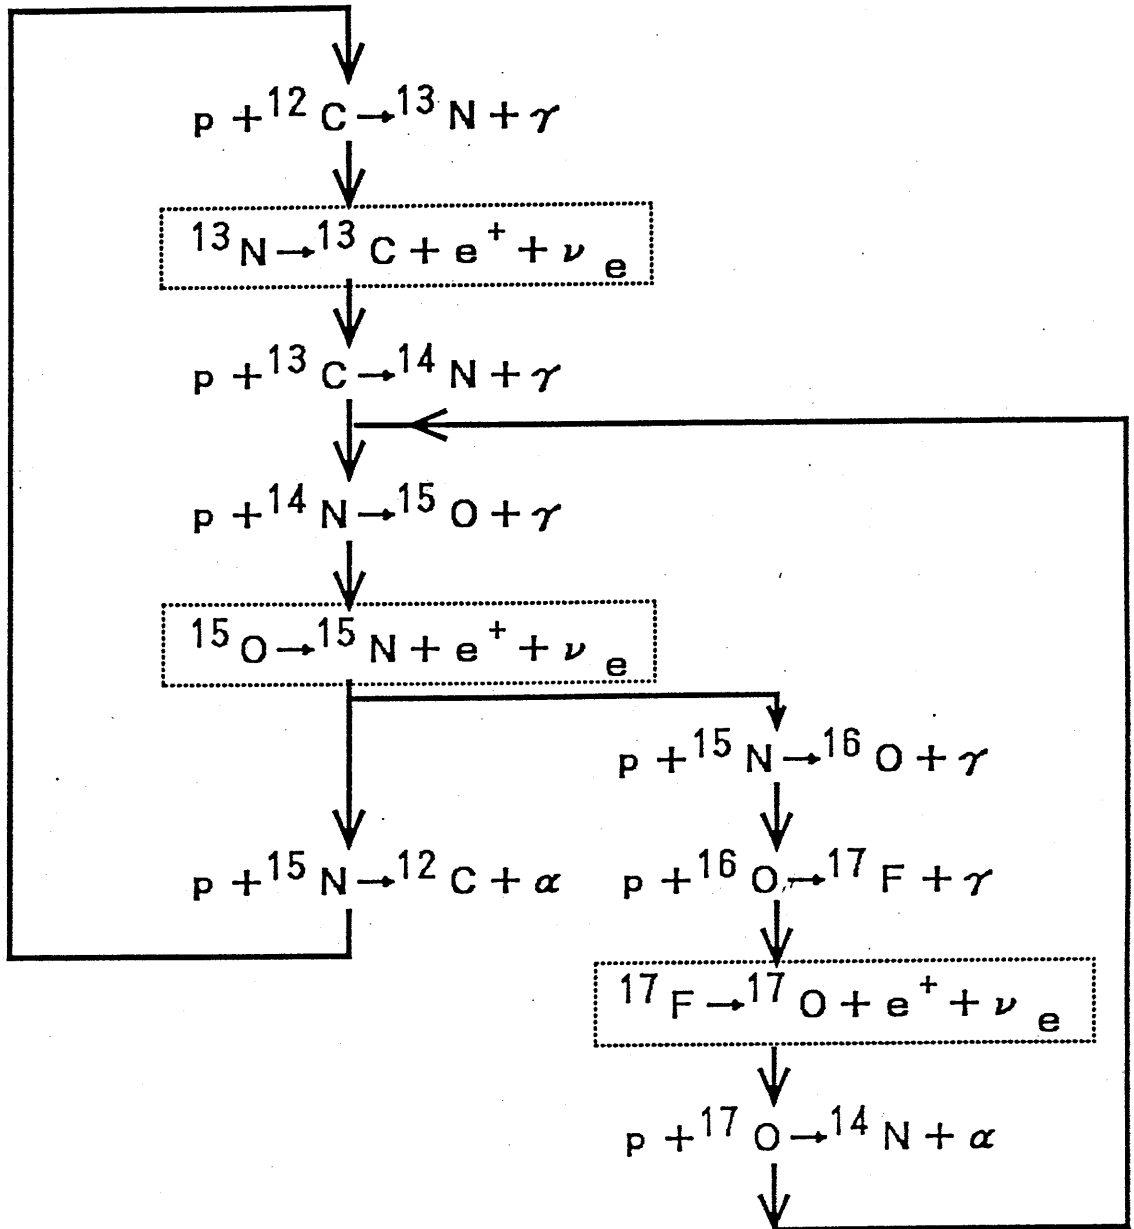 p + ¹²C → ¹³N + γ
¹³N → ¹³C + e⁺ + νₑ
p + ¹³C → ¹⁴N + γ
p + ¹⁴N → ¹⁵O + γ
¹⁵O → ¹⁵N + e⁺ + νₑ
p + ¹⁵N → ¹⁶O + γ
p + ¹⁵N → ¹²C + α
p + ¹⁶O → ¹⁷F + γ
¹⁷F → ¹⁷O + e⁺ + νₑ
p + ¹⁷O → ¹⁴N + α